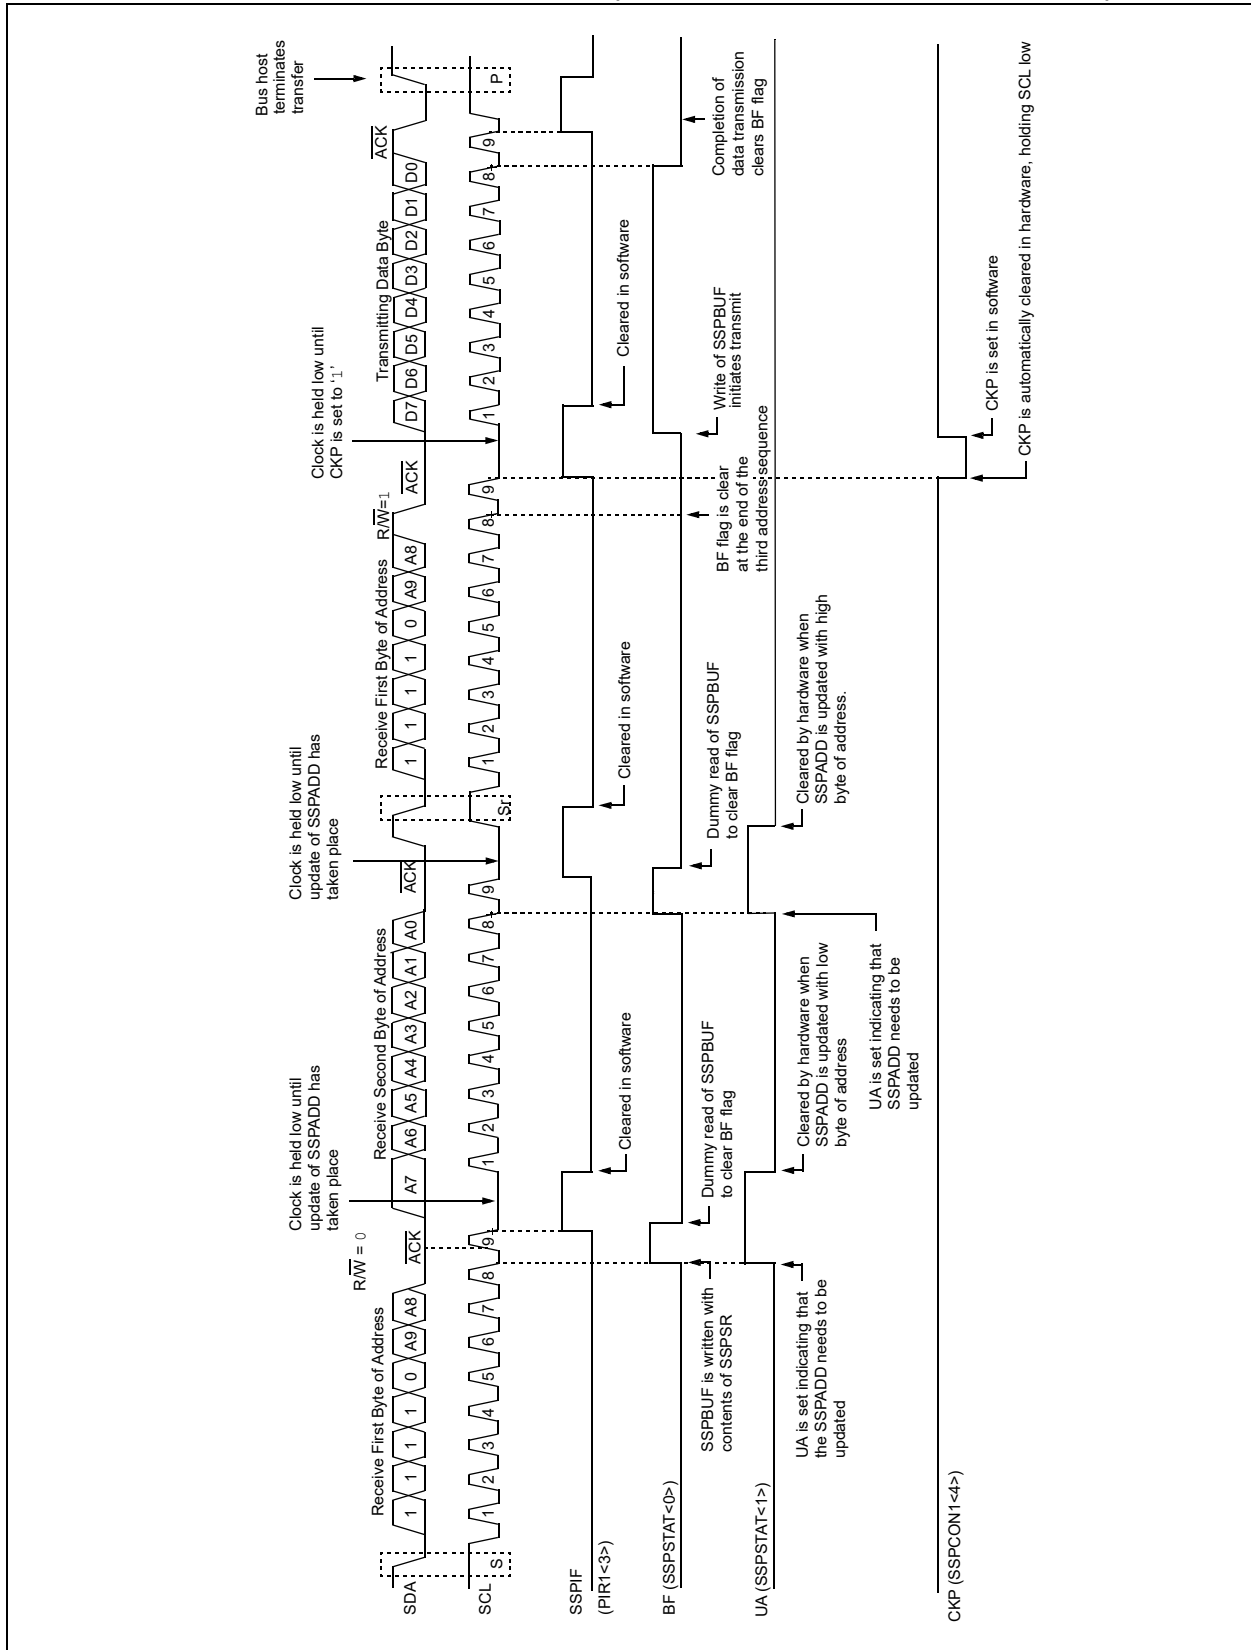 Bus host
terminates
transfer
Clock is held low until
CKP is set to ‘1’
Clock is held low until
update of SSPADD has
taken place
Clock is held low until
update of SSPADD has
taken place
SDA
Receive First Byte of Address
R/W = 0
1 1 1 1 0 A9 A8
ACK
Receive Second Byte of Address
A7 A6 A5 A4 A3 A2 A1 A0
ACK
Receive First Byte of Address
R/W=1
1 1 1 1 0 A9 A8
ACK
Transmitting Data Byte
D7 D6 D5 D4 D3 D2 D1 D0
ACK
SCL
S 1 2 3 4 5 6 7 8 9 1 2 3 4 5 6 7 8 9 Sr 1 2 3 4 5 6 7 8 9 1 2 3 4 5 6 7 8 9 P
SSPIF
(PIR1<3>)
Cleared in software
Cleared in software
Cleared in software
BF (SSPSTAT<0>)
SSPBUF is written with
contents of SSPSR
Dummy read of SSPBUF
to clear BF flag
Dummy read of SSPBUF
to clear BF flag
BF flag is clear
at the end of the
third address sequence
Write of SSPBUF
initiates transmit
Completion of
data transmission
clears BF flag
UA (SSPSTAT<1>)
UA is set indicating that
the SSPADD needs to be
updated
Cleared by hardware when
SSPADD is updated with low
byte of address
UA is set indicating that
SSPADD needs to be
updated
Cleared by hardware when
SSPADD is updated with high
byte of address.
CKP (SSPCON1<4>)
CKP is set in software
CKP is automatically cleared in hardware, holding SCL low